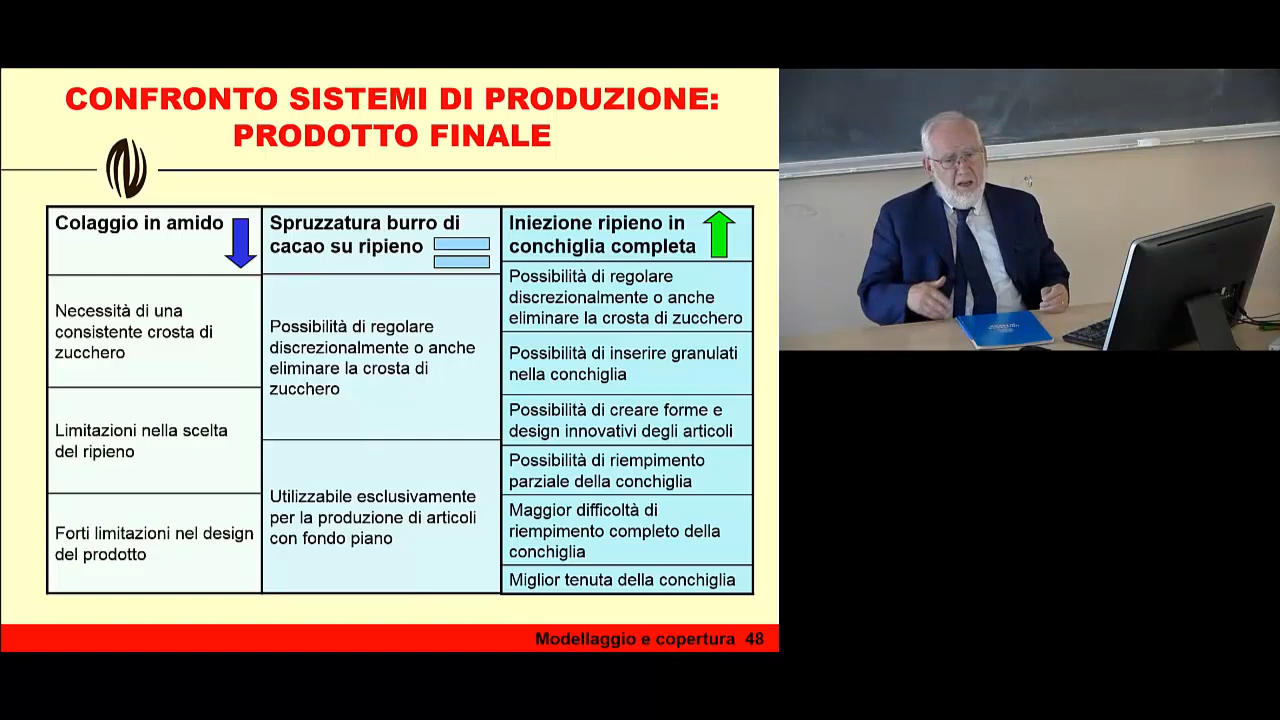 CONFRONTO SISTEMI DI PRODUZIONE:
PRODOTTO FINALE
Colaggio in amido
Necessità di una
consistente crosta di
zucchero
Limitazioni nella scelta
del ripieno
Forti limitazioni nel design
del prodotto
Spruzzatura burro di
cacao su ripieno
Possibilità di regolare
discrezionalmente o anche
eliminare la crosta di
zucchero
Utilizzabile esclusivamente
per la produzione di articoli
con fondo piano
Iniezione ripieno in
conchiglia completa
Possibilità di regolare
discrezionalmente o anche
eliminare la crosta di zucchero
Possibilità di inserire granulati
nella conchiglia
Possibilità di creare forme e
design innovativi degli articoli
Possibilità di riempimento
parziale della conchiglia
Maggior difficoltà di
riempimento completo della
conchiglia
Miglior tenuta della conchiglia
Modellaggio e copertura 48